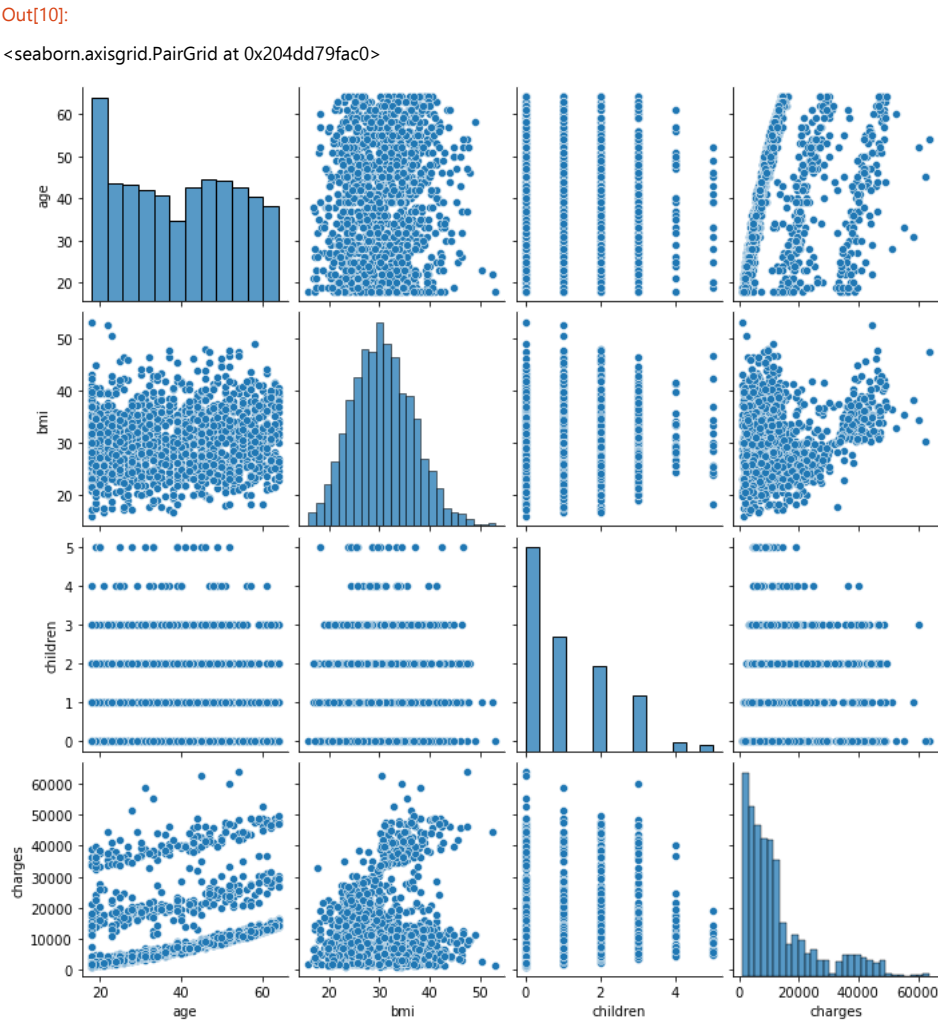 Out[10]:
<seaborn.axisgrid.PairGrid at 0x204dd79fac0>
60
50
40
30
20
age
50
40
30
20
bmi
5
4
3
2
1
0
children
60000
50000
40000
30000
20000
10000
0
charges
20 40 60
age
20 30 40 50
bmi
0 2 4
children
0 20000 40000 60000
charges